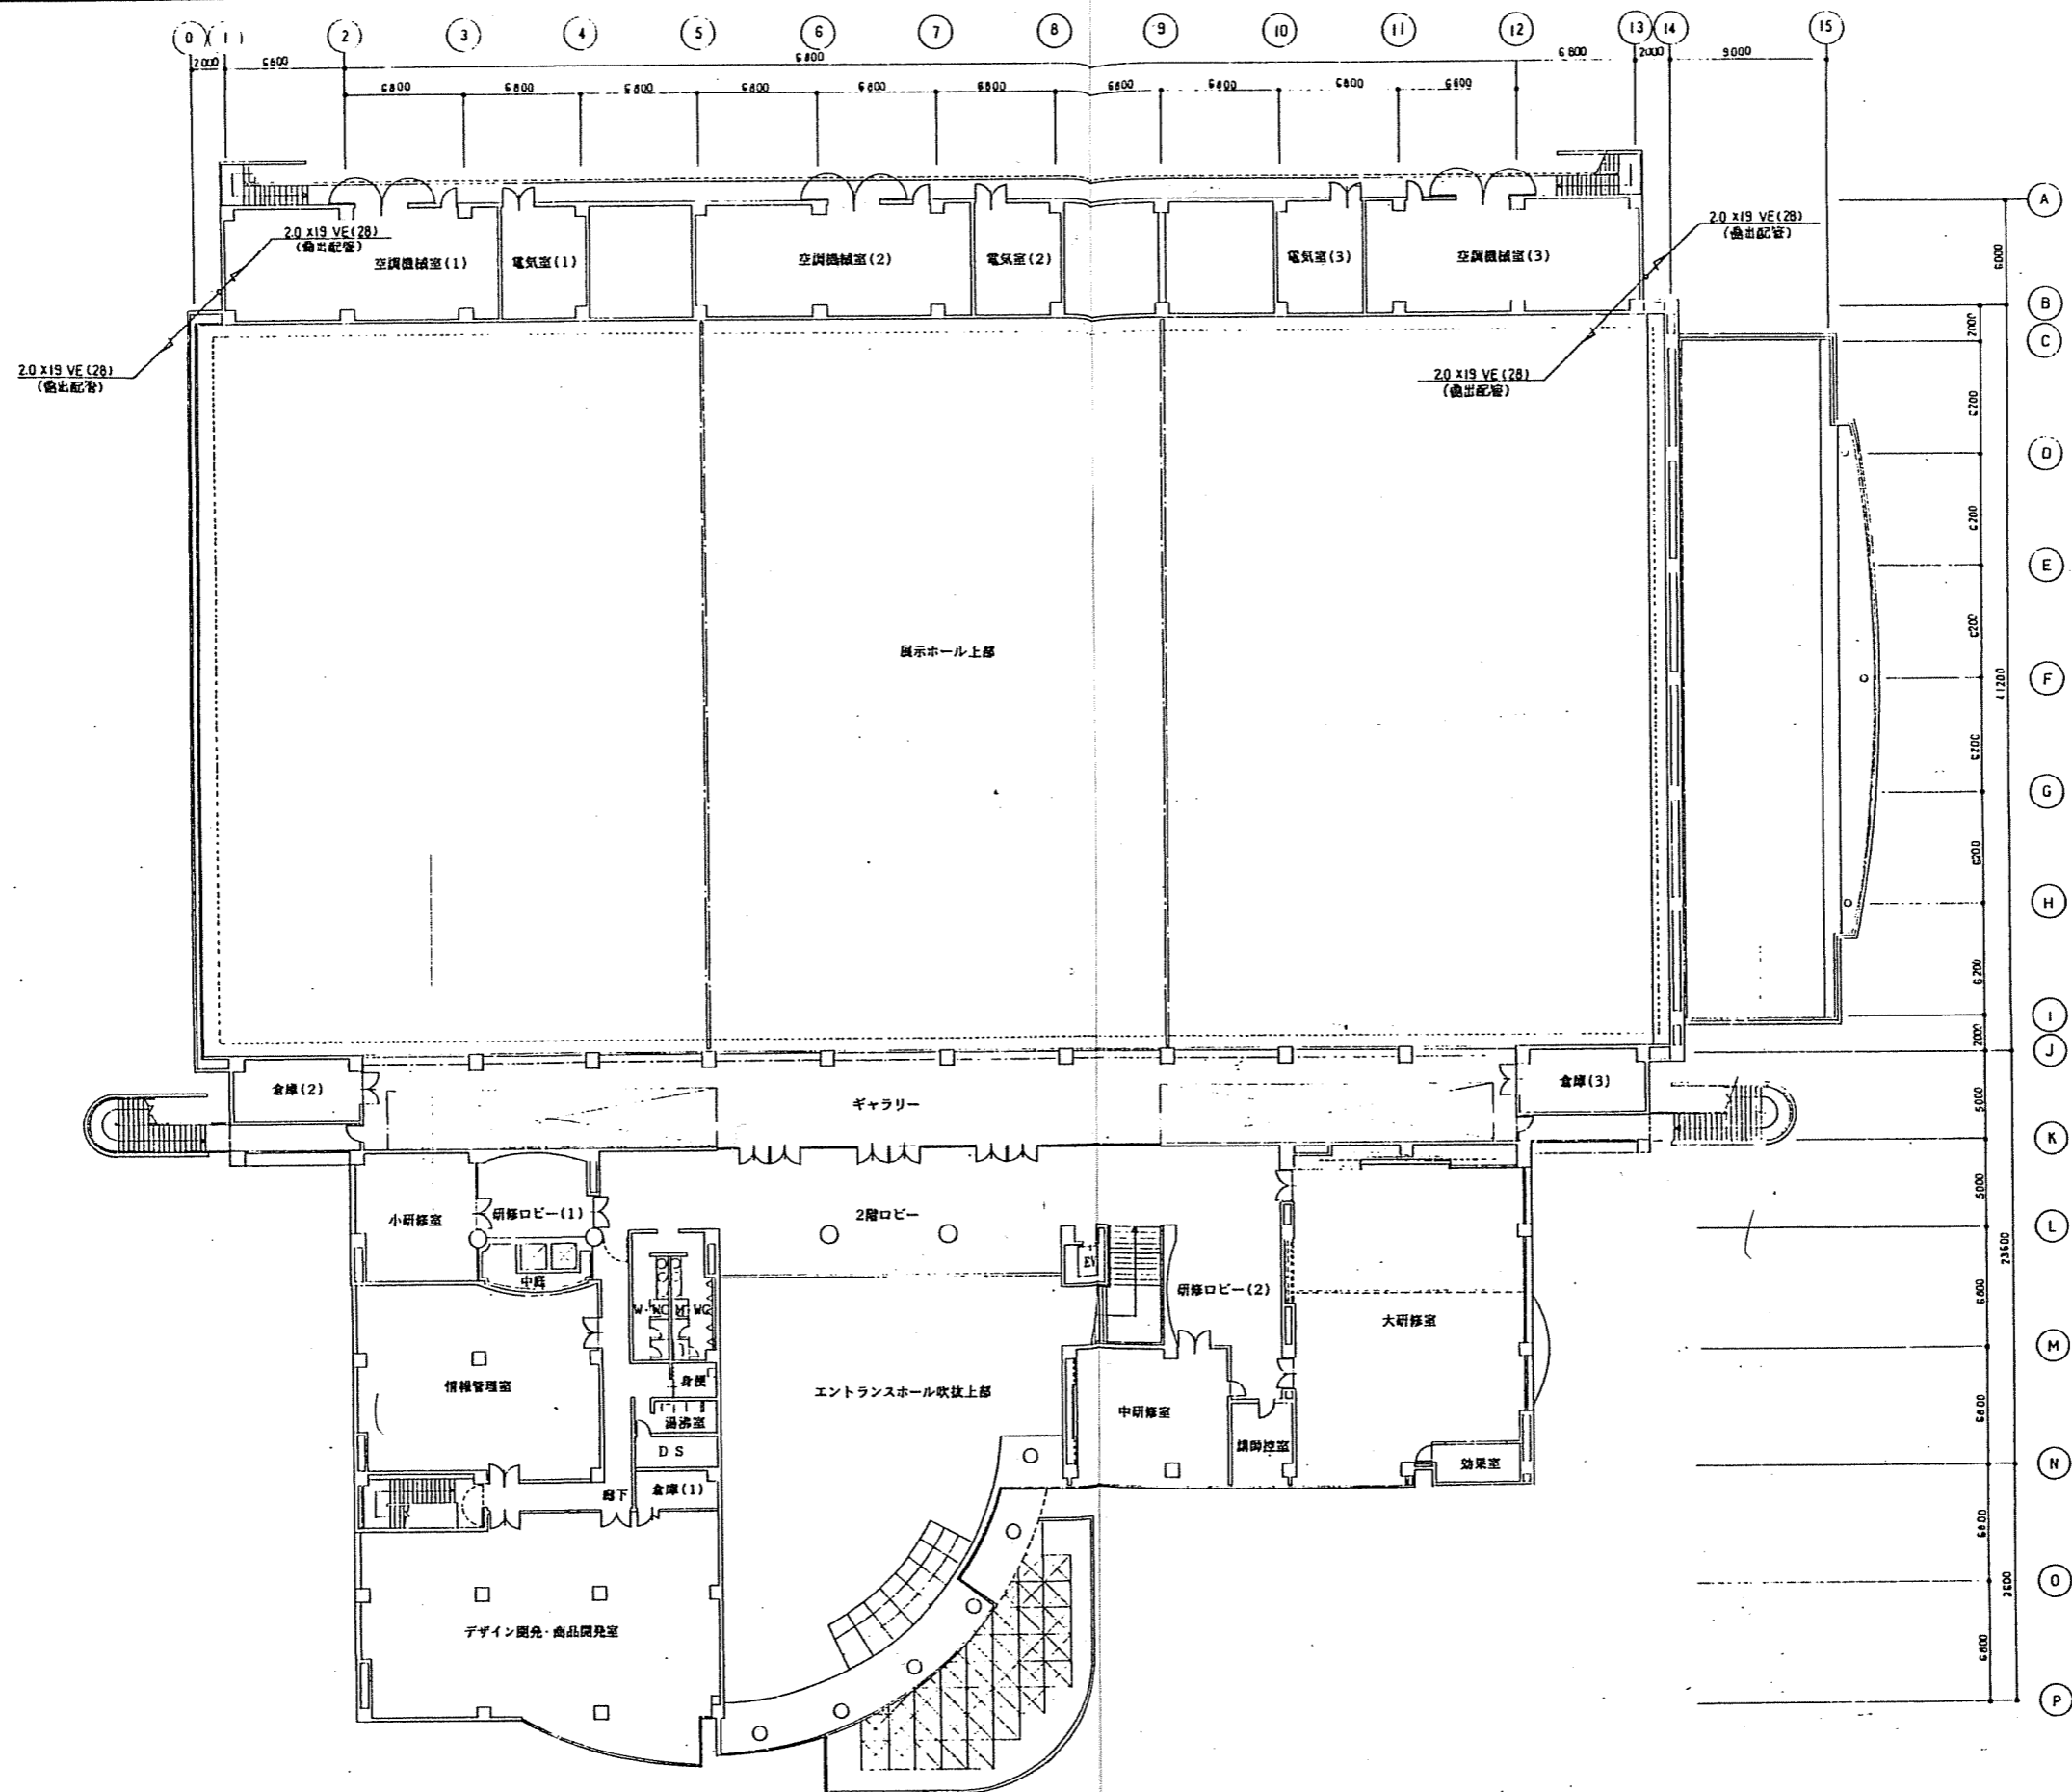 0 1 2 3 4 5 6 7 8 9 10 11 12 13 14 15
2000 6800 6800 6800 2000 9000
6800 6800 6800 6800 6800 6800 6800 6800 6800 6800
A
2.0 X19 VE(28)
(露出配管)
2.0 X19 VE(28)
(露出配管)
空調機械室(1) 電気室(1) 空調機械室(2) 電気室(2) 電気室(3) 空調機械室(3)
6000
B
2000
C
2.0 X19 VE(28)
(露出配管)
2.0 X19 VE(28)
(露出配管)
6200
D
6200
E
6200
展示ホール上部
F
41200
6200
G
6200
H
6200
I
2000
J
倉庫(2) ギャラリー 倉庫(3)
5000
K
5000
小研修室 研修ロビー(1) 2階ロビー
L
EV
中庭
研修ロビー(2)
23600
6800
W・WC M・WC
大研修室
M
情報管理室 身便
エントランスホール吹抜上部
6800
湯沸室
中研修室
DS
講師控室
効果室
N
廊下 倉庫(1)
6800
O
デザイン開発・商品開発室
6800
P